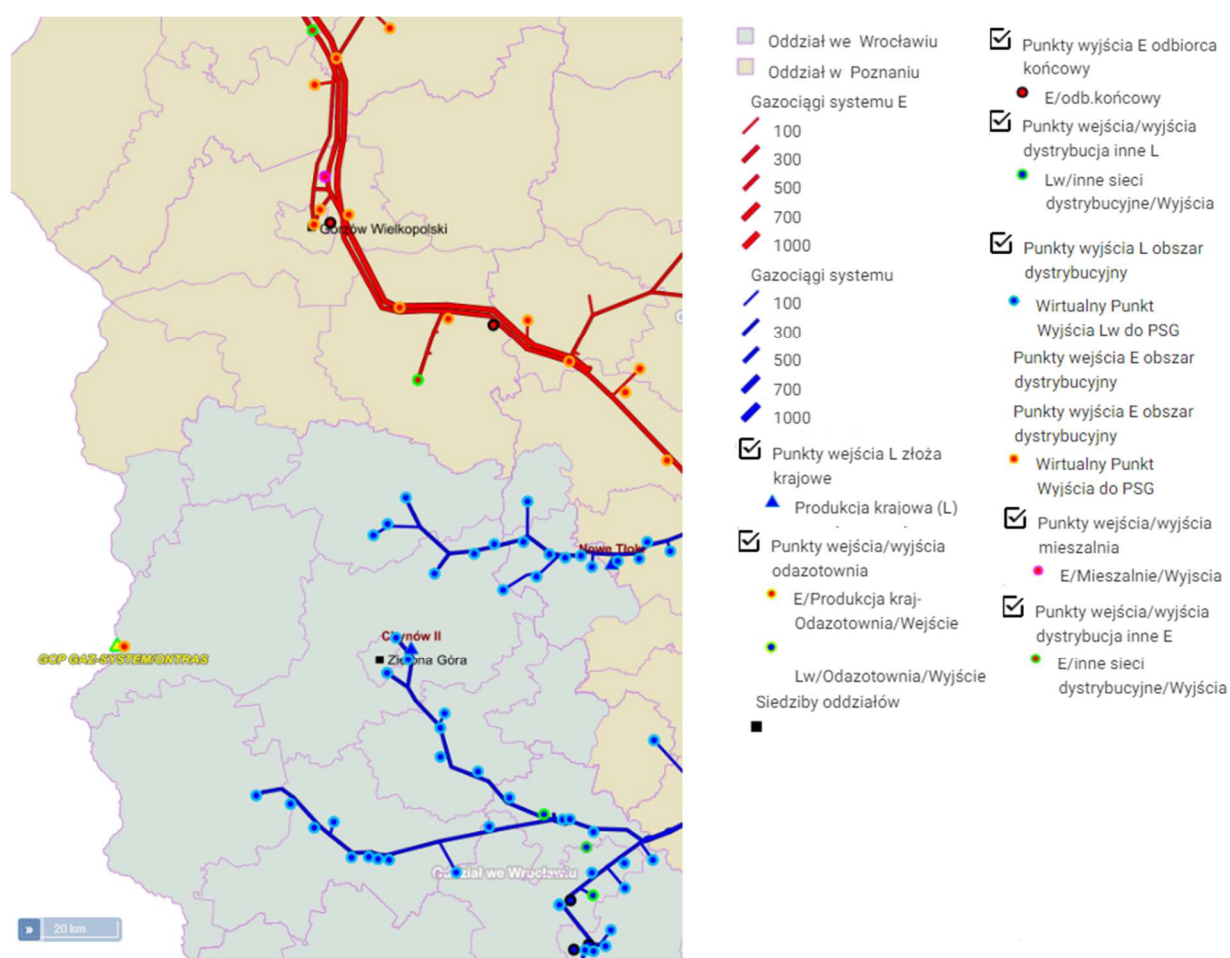 Gorzów Wielkopolski
Nowe Tłoki
Chynów II
Zielona Góra
GCP GAZ-SYSTEM/ONTRAS
Oddział we Wrocławiu
20 km
Oddział we Wrocławiu
Oddział w Poznaniu
Gazociągi systemu E
100
300
500
700
1000
Gazociągi systemu
100
300
500
700
1000
Punkty wejścia L złoża
krajowe
Produkcja krajowa (L)
Punkty wejścia/wyjścia
odazotownia
E/Produkcja kraj-
Odazotownia/Wejście
Lw/Odazotownia/Wyjście
Siedziby oddziałów
Punkty wyjścia E odbiorca
końcowy
E/odb.końcowy
Punkty wejścia/wyjścia
dystrybucja inne L
Lw/inne sieci
dystrybucyjne/Wyjścia
Punkty wyjścia L obszar
dystrybucyjny
Wirtualny Punkt
Wyjścia Lw do PSG
Punkty wejścia E obszar
dystrybucyjny
Punkty wyjścia E obszar
dystrybucyjny
Wirtualny Punkt
Wyjścia do PSG
Punkty wejścia/wyjścia
mieszalnia
E/Mieszalnie/Wyjscia
Punkty wejścia/wyjścia
dystrybucja inne E
E/inne sieci
dystrybucyjne/Wyjścia